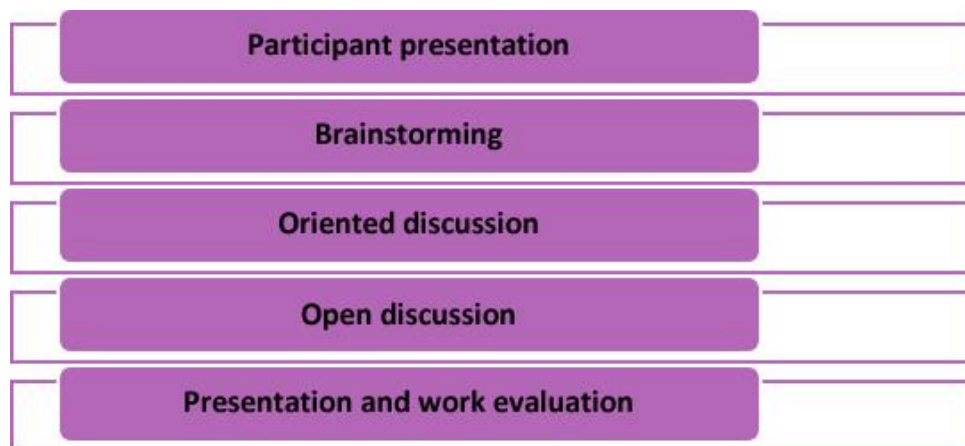 Participant presentation
Brainstorming
Oriented discussion
Open discussion
Presentation and work evaluation